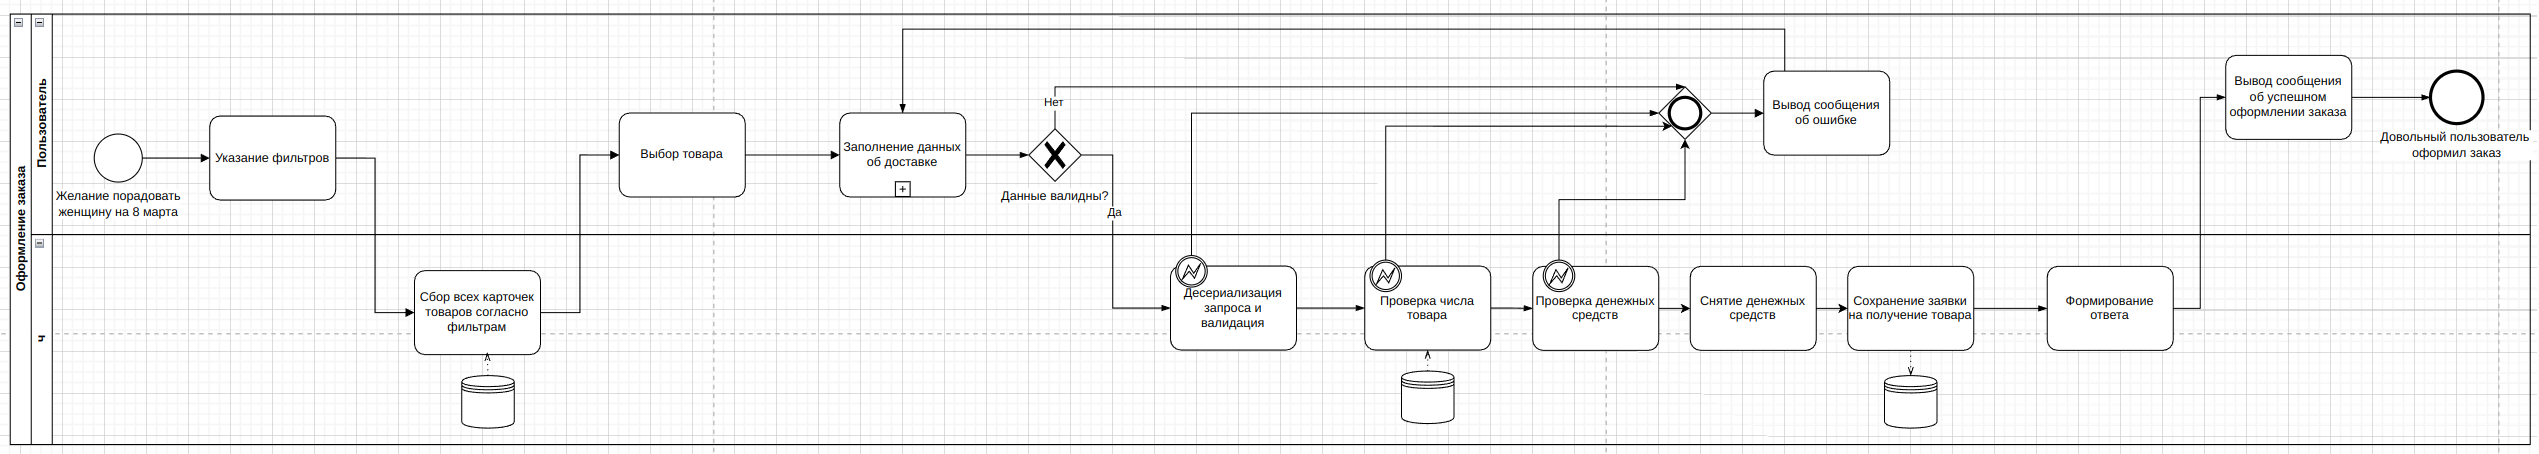 Оформление заказа
Пользователь
Желание порадовать
женщину на 8 марта
Указание фильтров
Выбор товара
Заполнение данных
об доставке
Нет
Данные валидны?
Да
Вывод сообщения
об ошибке
Вывод сообщения
об успешном
оформлении заказа
Довольный пользователь
оформил заказ
ч
Сбор всех карточек
товаров согласно
фильтрам
Десериализация
запроса и
валидация
Проверка числа
товара
Проверка денежных
средств
Снятие денежных
средств
Сохранение заявки
на получение товара
Формирование
ответа